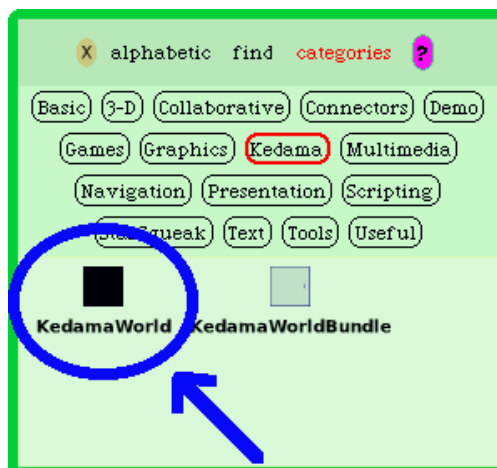 X alphabetic find categories ?
Basic 3-D Collaborative Connectors Demo
Games Graphics Kedama Multimedia
Navigation Presentation Scripting
StarSqueak Text Tools Useful
KedamaWorld KedamaWorldBundle